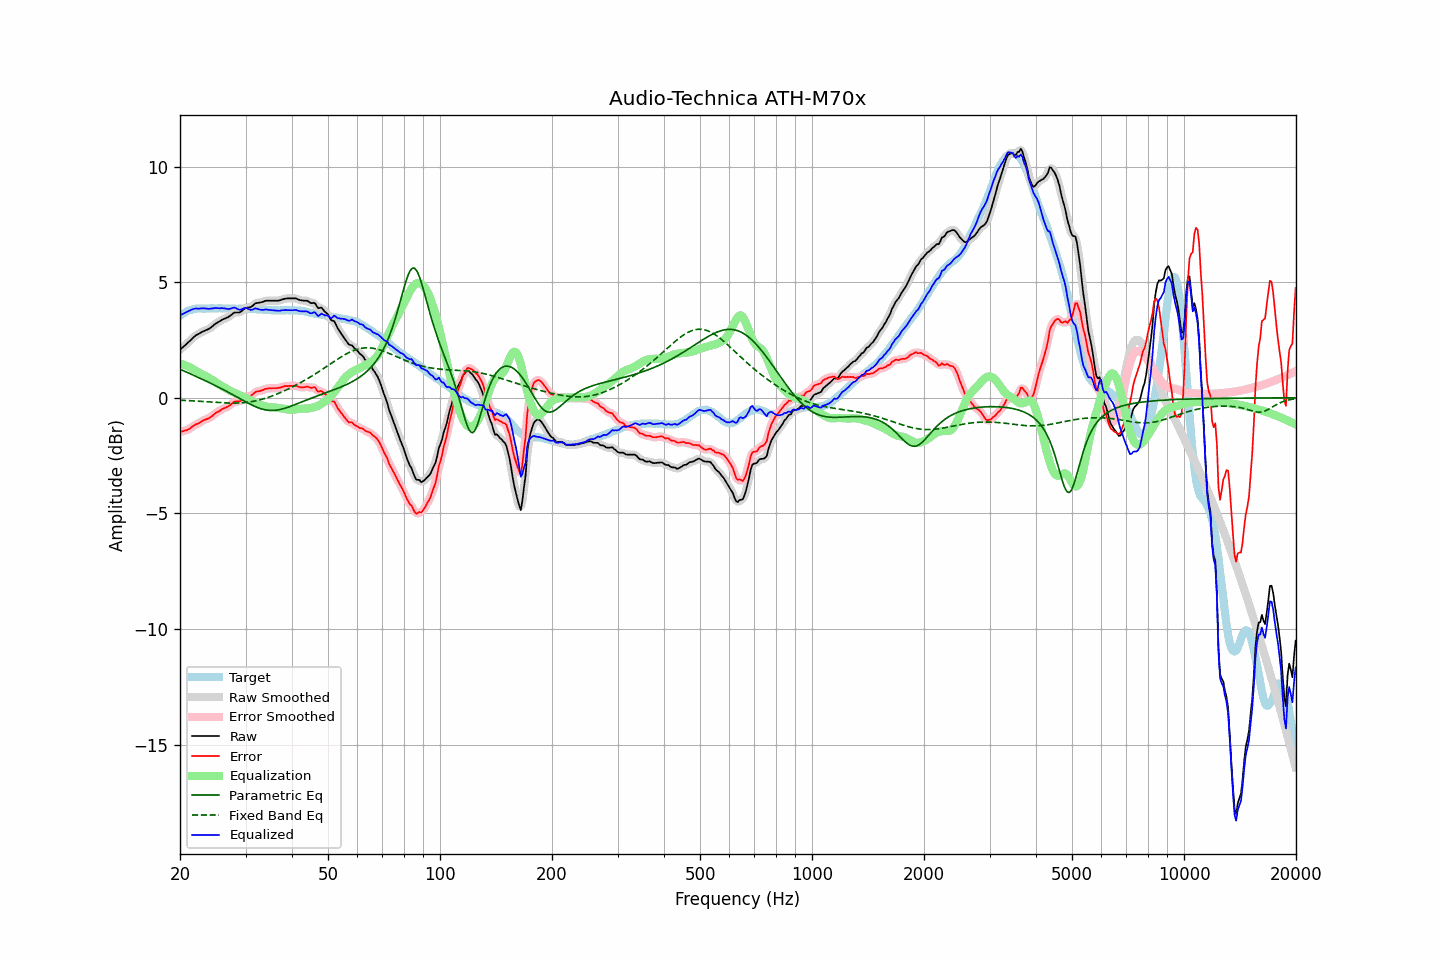 Audio-Technica ATH-M70x
Amplitude (dBr)
10
5
0
−5
−10
−15
Target
Raw Smoothed
Error Smoothed
Raw
Error
Equalization
Parametric Eq
Fixed Band Eq
Equalized
20 50 100 200 500 1000 2000 5000 10000 20000
Frequency (Hz)